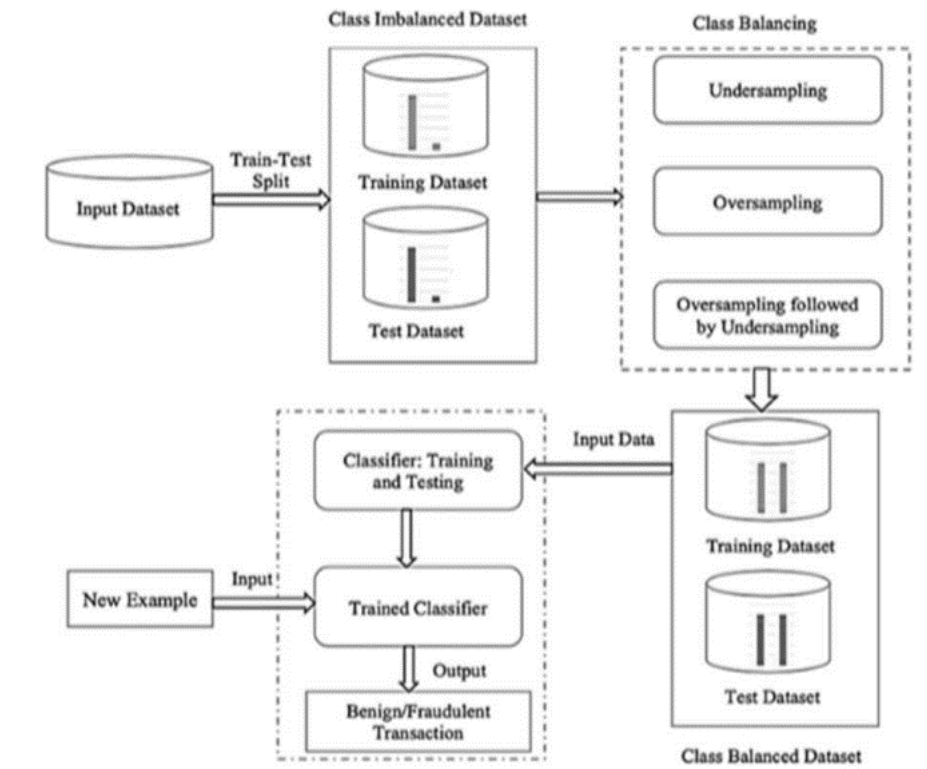 Class Imbalanced Dataset
Class Balancing
Undersampling
Train-Test
Split
Input Dataset
Training Dataset
Oversampling
Test Dataset
Oversampling followed
by Undersampling
Input Data
Classifier: Training
and Testing
Training Dataset
New Example
Input
Trained Classifier
Output
Test Dataset
Benign/Fraudulent
Transaction
Class Balanced Dataset